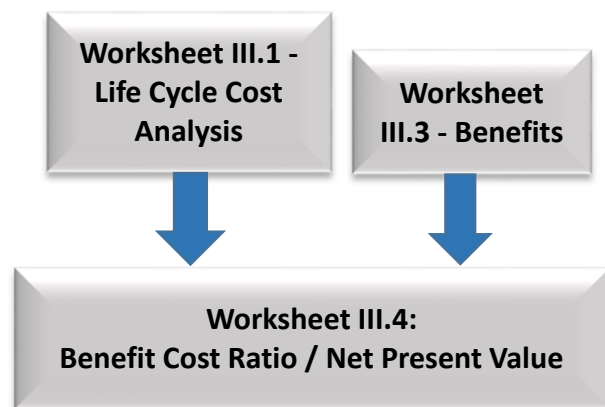 Worksheet III.1 -
Life Cycle Cost
Analysis
Worksheet
III.3 - Benefits
Worksheet III.4:
Benefit Cost Ratio / Net Present Value